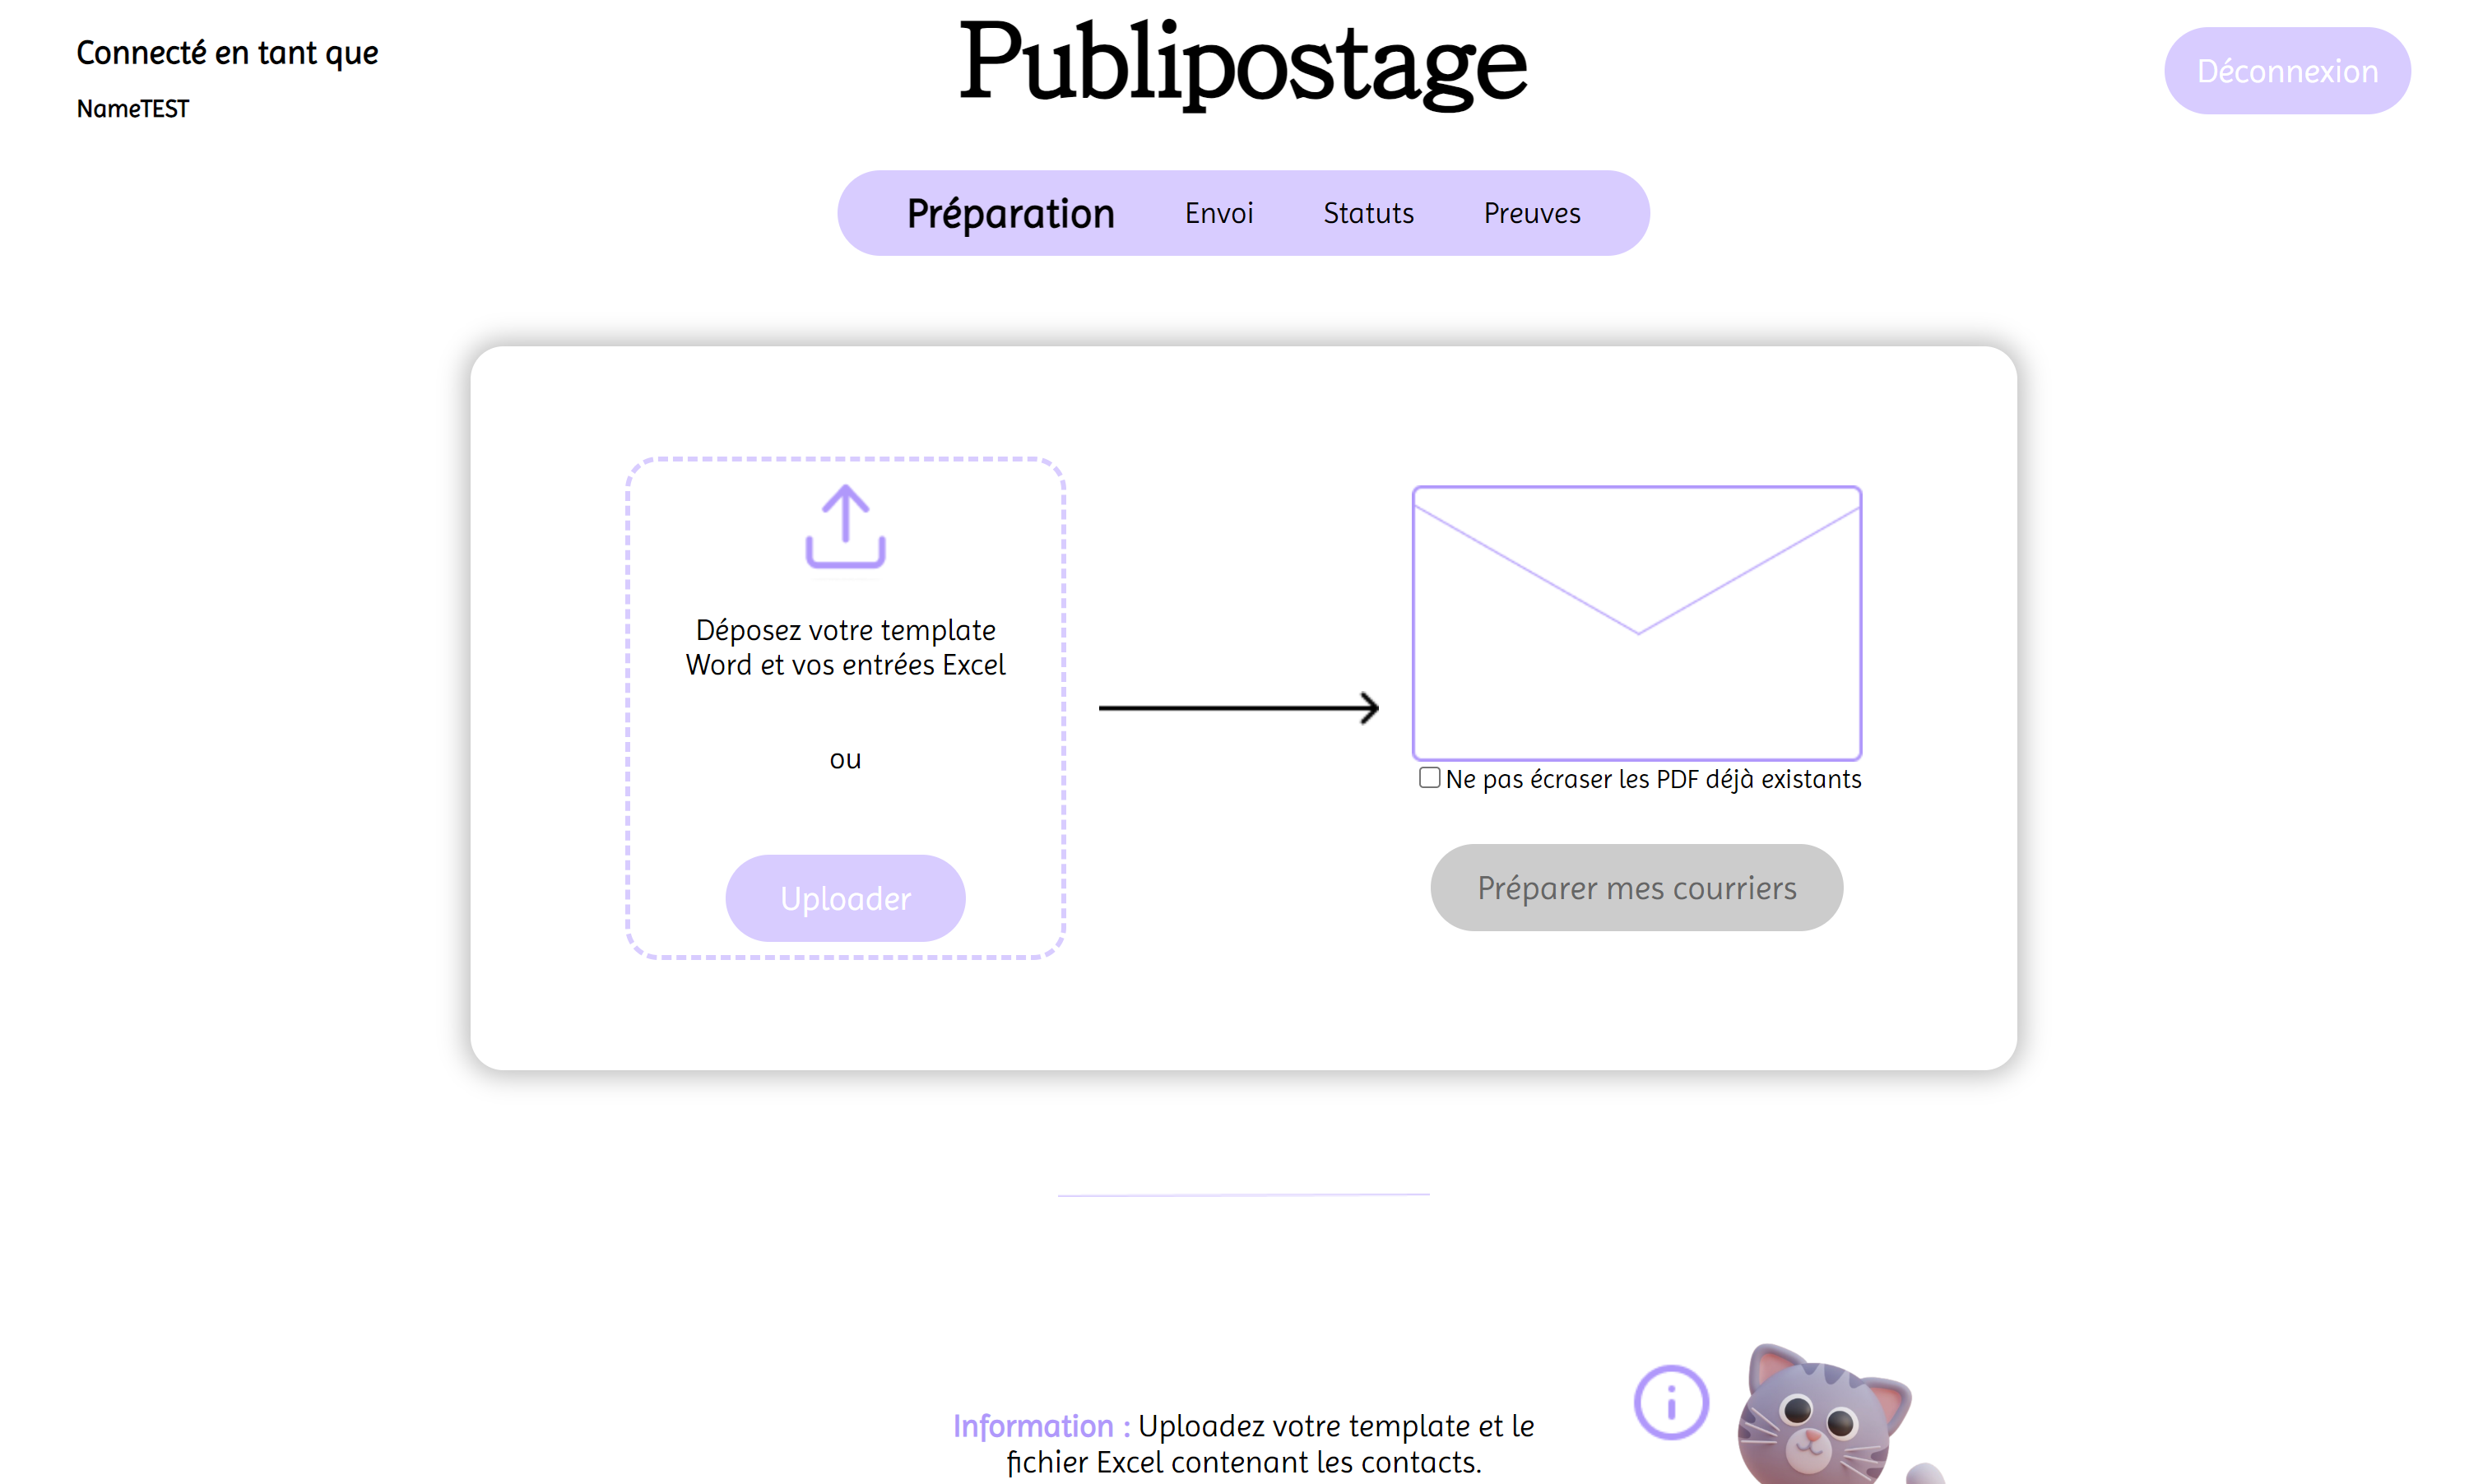 Connecté en tant que
NameTEST
Publipostage
Déconnexion
Préparation
Envoi
Statuts
Preuves
Déposez votre template
Word et vos entrées Excel
ou
Uploader
Ne pas écraser les PDF déjà existants
Préparer mes courriers
Information : Uploadez votre template et le
fichier Excel contenant les contacts.